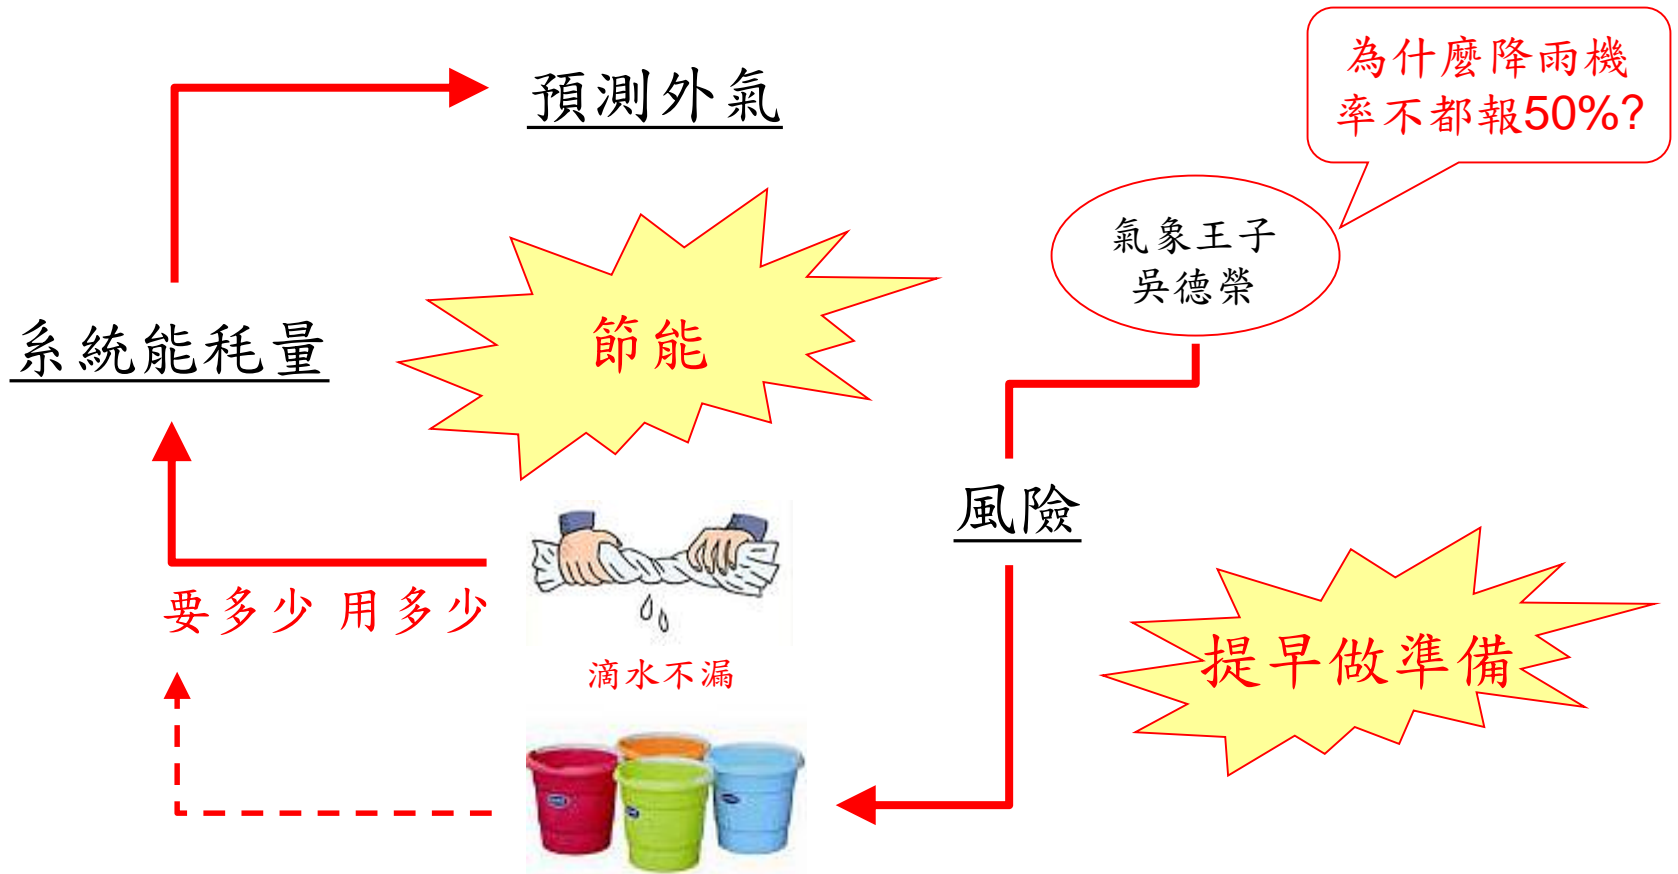 為什麼降雨機
率不都報50%?
預測外氣
氣象王子
吳德榮
系統能秏量
節能
風險
要多少 用多少
滴水不漏
提早做準備